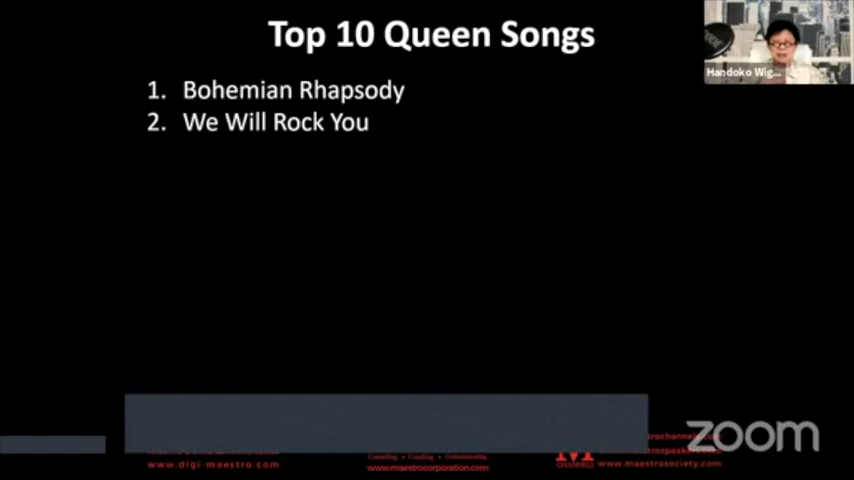 Top 10 Queen Songs
1. Bohemian Rhapsody
2. We Will Rock You
Handoko Wig...
zoom
www.digi-maestro.com
www.maestrocorporation.com
CHANNELS
www.maestrosociety.com